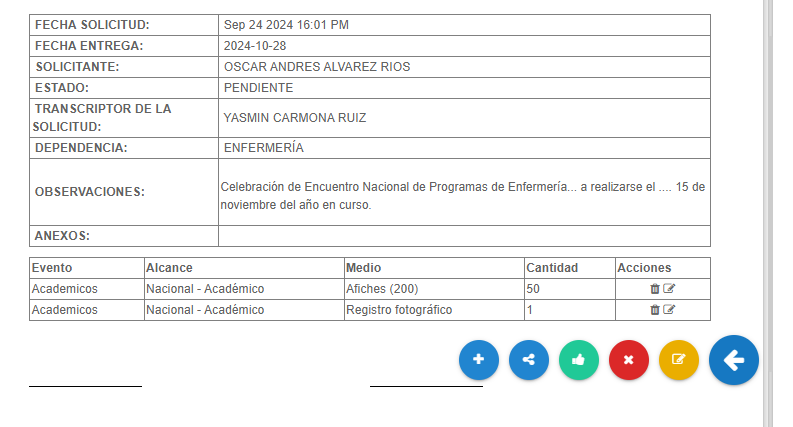 FECHA SOLICITUD: Sep 24 2024 16:01 PM
FECHA ENTREGA: 2024-10-28
SOLICITANTE: OSCAR ANDRES ALVAREZ RIOS
ESTADO: PENDIENTE
TRANSCRIPTOR DE LA
SOLICITUD: YASMIN CARMONA RUIZ
DEPENDENCIA: ENFERMERÍA
OBSERVACIONES: Celebración de Encuentro Nacional de Programas de Enfermería... a realizarse el .... 15 de
noviembre del año en curso.
ANEXOS:
Evento Alcance Medio Cantidad Acciones
Academicos Nacional - Académico Afiches (200) 50
Academicos Nacional - Académico Registro fotográfico 1